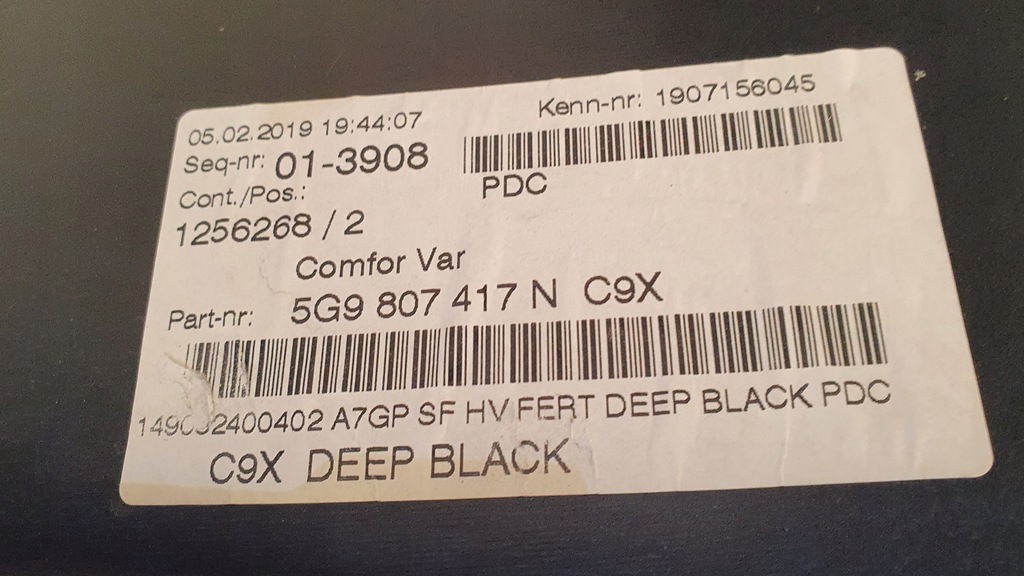 05.02.2019 19:44:07
Kenn-nr: 1907156045
Seq-nr: 01-3908
PDC
Cont./Pos.:
1256268 / 2
Comfor Var
Part-nr: 5G9 807 417 N C9X
A7GP SF HV FERT DEEP BLACK PDC
C9X DEEP BLACK